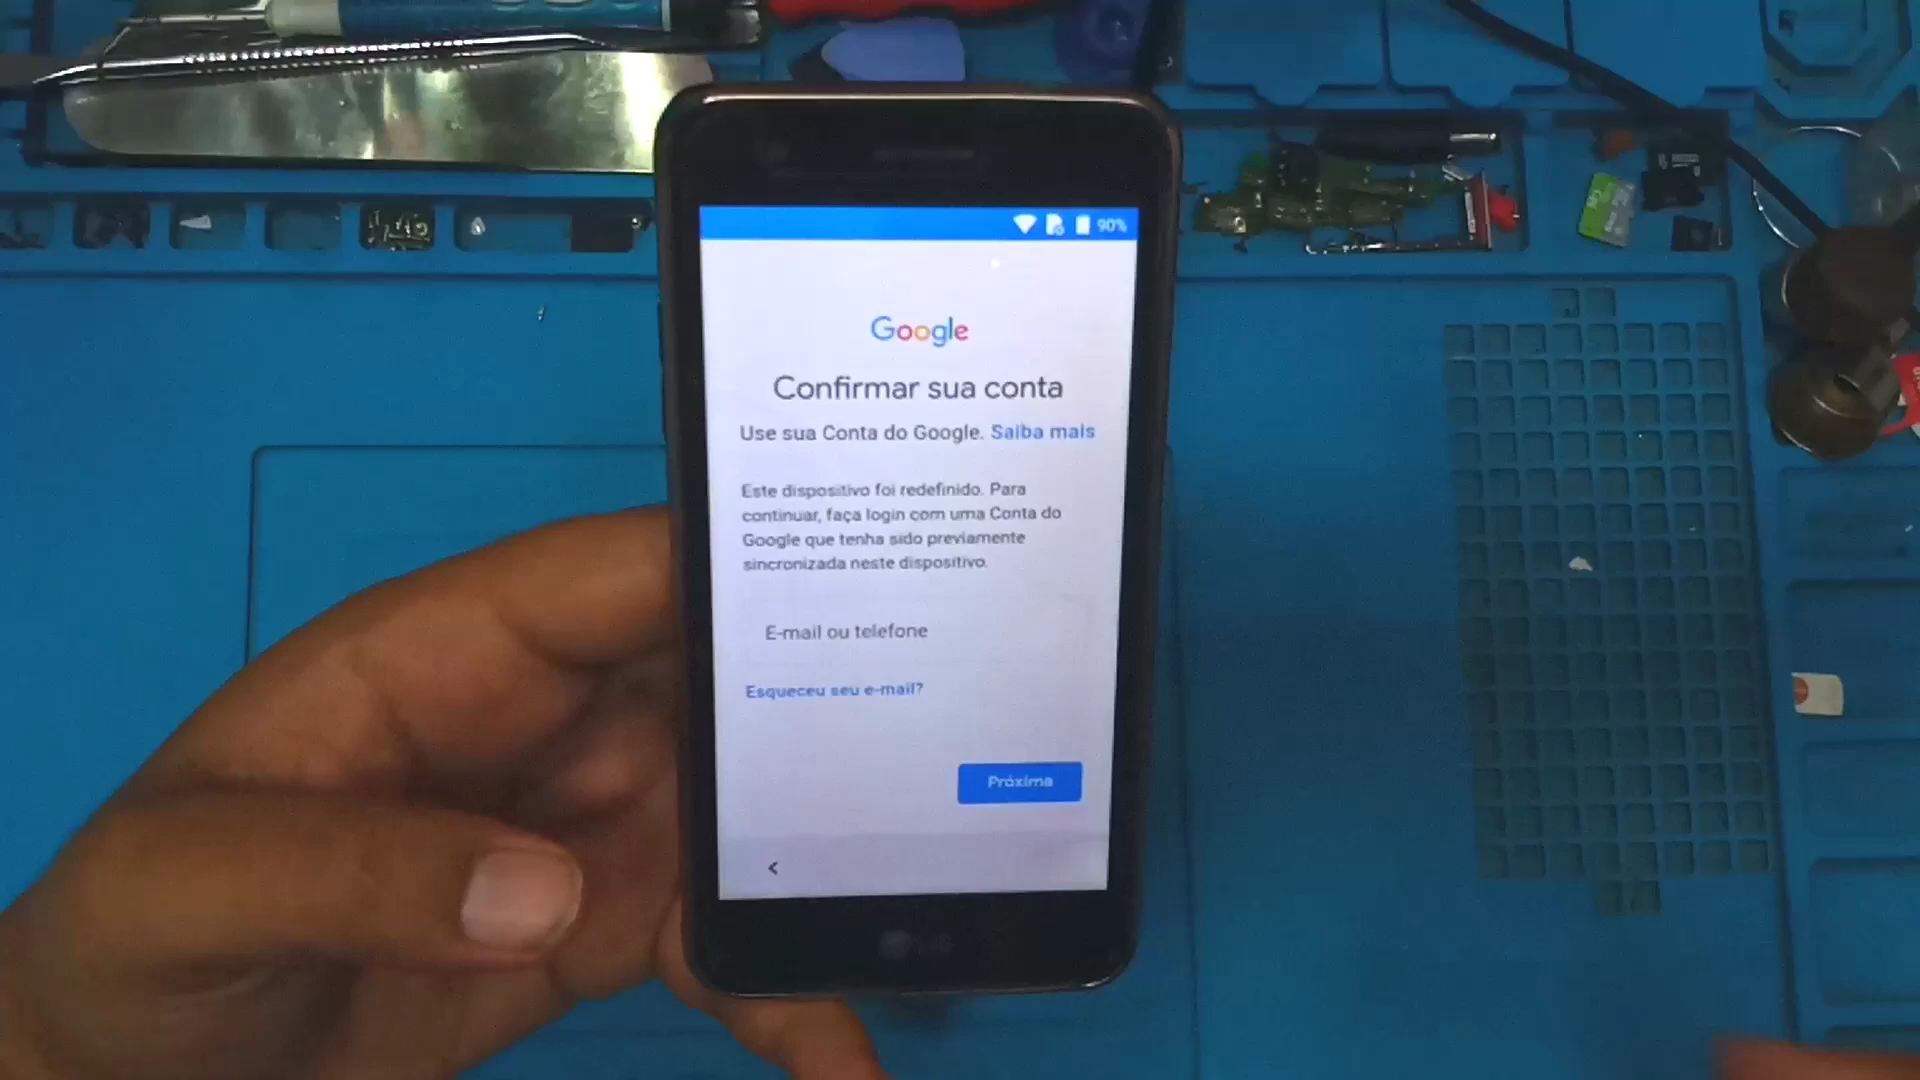 90%
Google
Confirmar sua conta
Use sua Conta do Google. Saiba mais
Este dispositivo foi redefinido. Para
continuar, faça login com uma Conta do
Google que tenha sido previamente
sincronizada neste dispositivo.
E-mail ou telefone
Esqueceu seu e-mail?
Próxima
LG